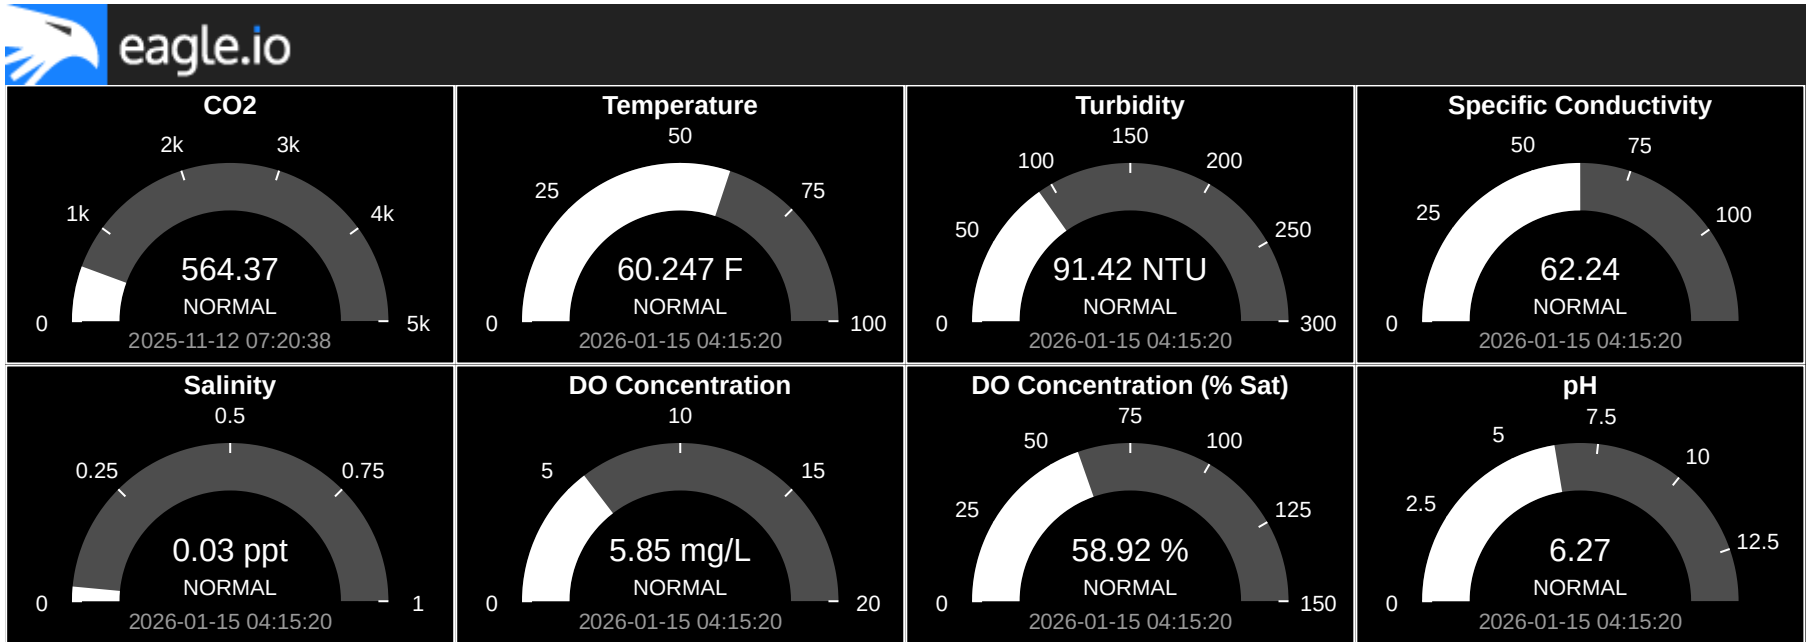 eagle.io
CO2
0
1k
2k
3k
4k
5k
564.37
NORMAL
2025-11-12 07:20:38
Temperature
0
25
50
75
100
60.247 F
NORMAL
2026-01-15 04:15:20
Turbidity
0
50
100
150
200
250
300
91.42 NTU
NORMAL
2026-01-15 04:15:20
Specific Conductivity
0
25
50
75
100
62.24
NORMAL
2026-01-15 04:15:20
Salinity
0
0.25
0.5
0.75
1
0.03 ppt
NORMAL
2026-01-15 04:15:20
DO Concentration
0
5
10
15
20
5.85 mg/L
NORMAL
2026-01-15 04:15:20
DO Concentration (% Sat)
0
25
50
75
100
125
150
58.92 %
NORMAL
2026-01-15 04:15:20
pH
0
2.5
5
7.5
10
12.5
6.27
NORMAL
2026-01-15 04:15:20